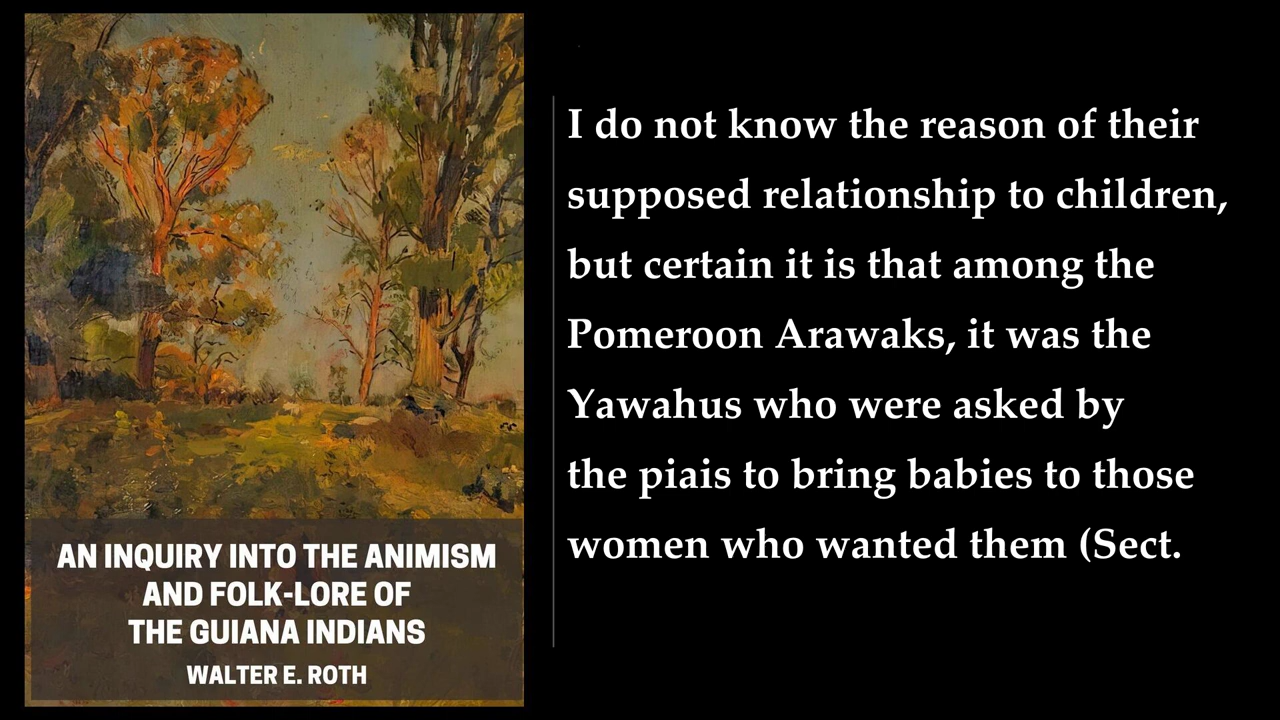 I do not know the reason of their
supposed relationship to children,
but certain it is that among the
Pomeroon Arawaks, it was the
Yawahus who were asked by
the piais to bring babies to those
women who wanted them (Sect.
AN INQUIRY INTO THE ANIMISM
AND FOLK-LORE OF
THE GUIANA INDIANS
WALTER E. ROTH